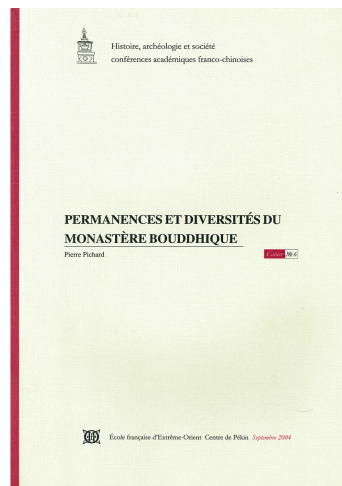 Histoire, archéologie et société
conférences académiques franco-chinoises
PERMANENCES ET DIVERSITÉS DU
MONASTÈRE BOUDDHIQUE
Pierre Pichard
Cahier № 6
École française d'Extrême-Orient Centre de Pékin Septembre 2004